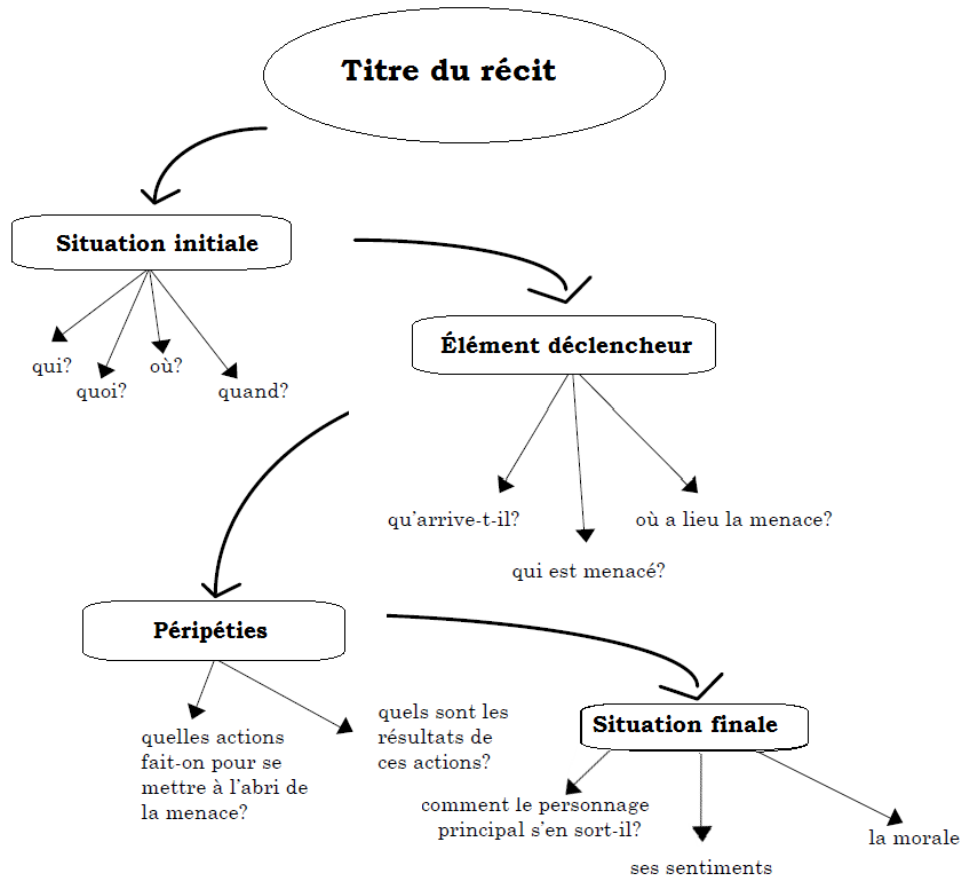 Titre du récit
Situation initiale
qui?
quoi?
où?
quand?
Élément déclencheur
qu’arrive-t-il?
qui est menacé?
où a lieu la menace?
Péripéties
quelles actions
fait-on pour se
mettre à l’abri de
la menace?
quels sont les
résultats de
ces actions?
Situation finale
comment le personnage
principal s’en sort-il?
ses sentiments
la morale